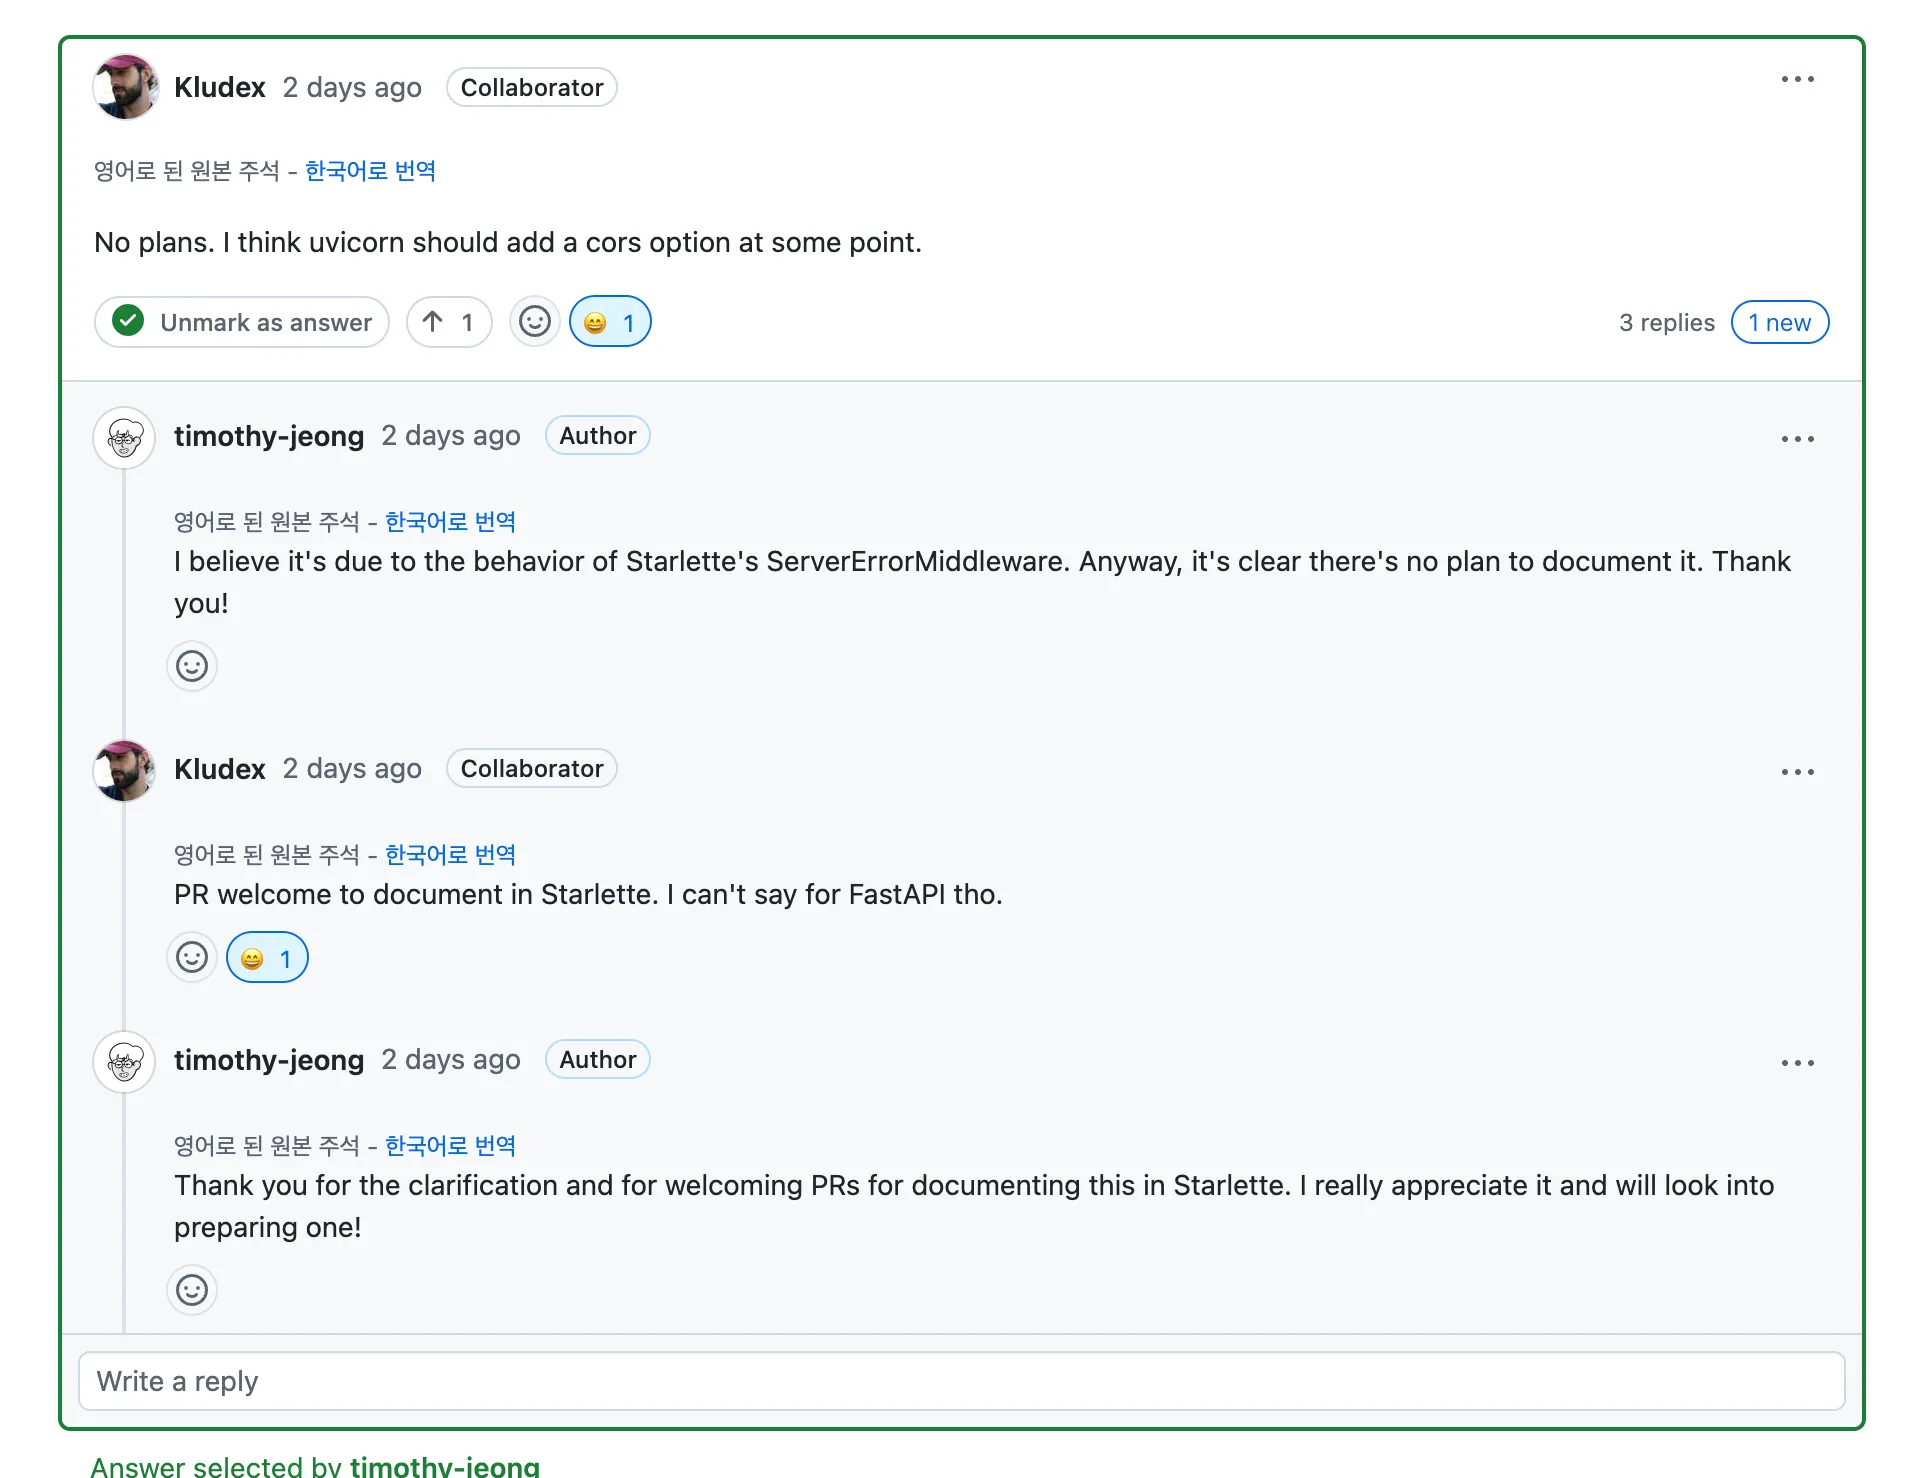 Kludex 2 days ago Collaborator
영어로 된 원본 주석 - 한국어로 번역
No plans. I think uvicorn should add a cors option at some point.
Unmark as answer 1 😄 1 3 replies 1 new
timothy-jeong 2 days ago Author
영어로 된 원본 주석 - 한국어로 번역
I believe it's due to the behavior of Starlette's ServerErrorMiddleware. Anyway, it's clear there's no plan to document it. Thank
you!
Kludex 2 days ago Collaborator
영어로 된 원본 주석 - 한국어로 번역
PR welcome to document in Starlette. I can't say for FastAPI tho.
😄 1
timothy-jeong 2 days ago Author
영어로 된 원본 주석 - 한국어로 번역
Thank you for the clarification and for welcoming PRs for documenting this in Starlette. I really appreciate it and will look into
preparing one!
Write a reply
Answer selected by timothy-jeong